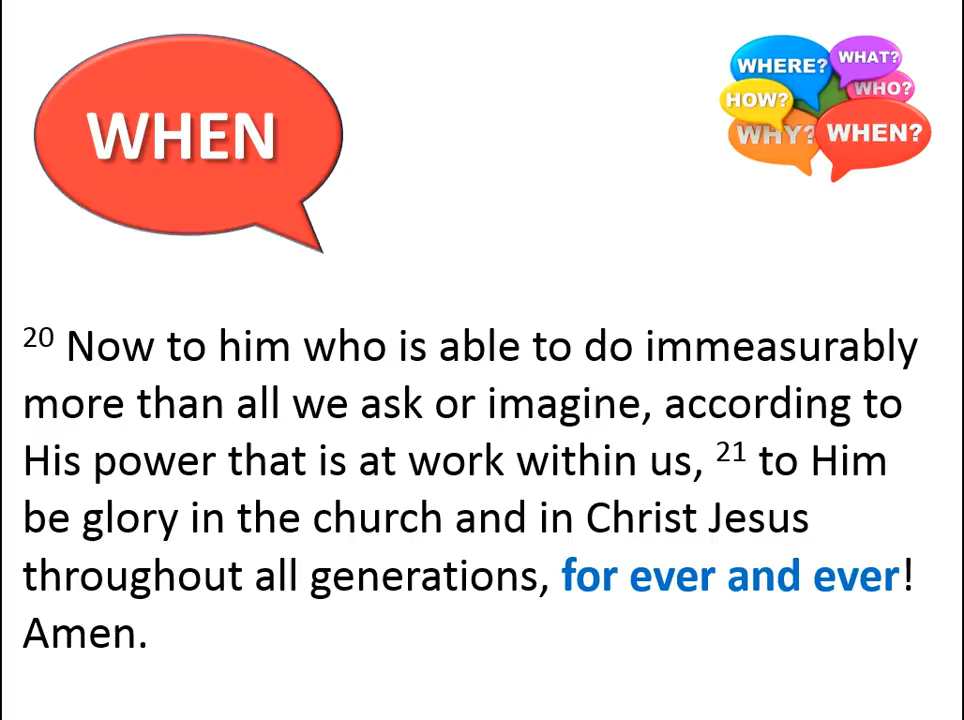 WHEN
WHERE?
WHAT?
HOW?
WHO?
WHY?
WHEN?
20 Now to him who is able to do immeasurably
more than all we ask or imagine, according to
His power that is at work within us, 21 to Him
be glory in the church and in Christ Jesus
throughout all generations, for ever and ever!
Amen.